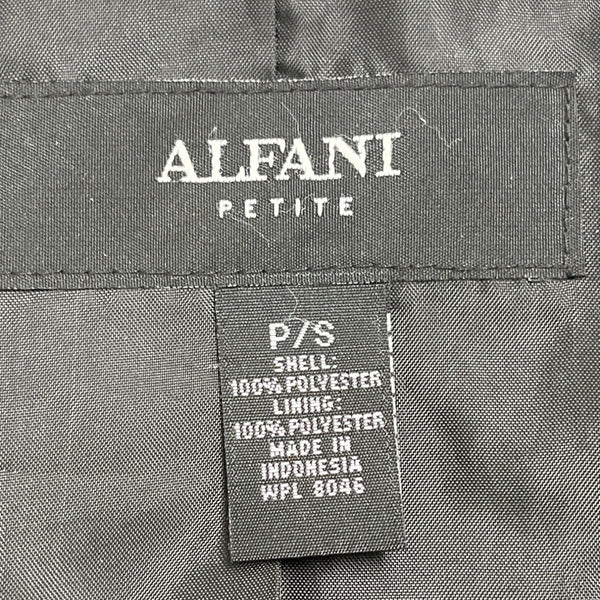 ALFANI
PETITE
P/S
SHELL:
100% POLYESTER
LINING:
100% POLYESTER
MADE IN
INDONESIA
WPL 8046